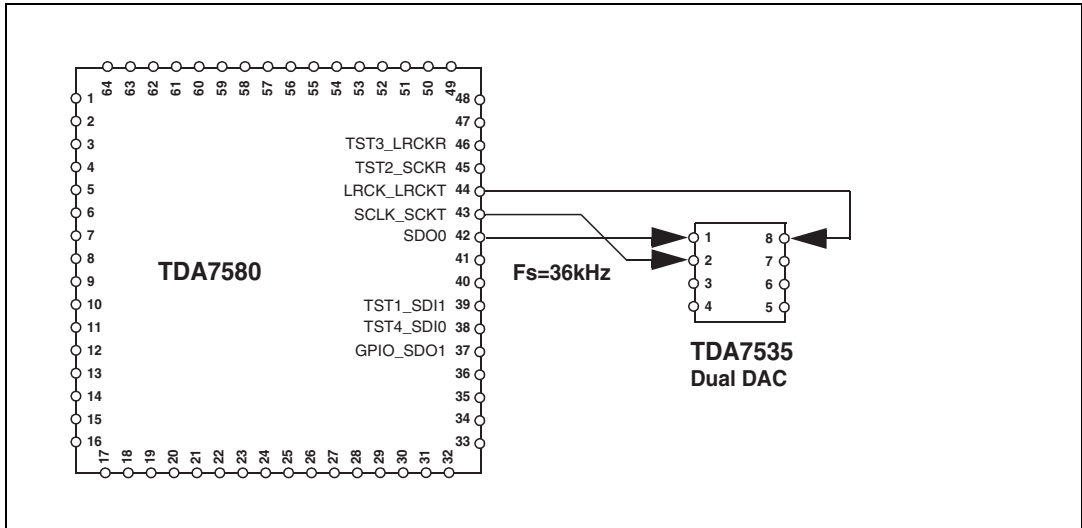 64 63 62 61 60 59 58 57 56 55 54 53 52 51 50 49
1 48
2 47
3 TST3_LRCKR 46
4 TST2_SCKR 45
5 LRCK_LRCKT 44
6 SCLK_SCKT 43
7 SDO0 42
8 41
9 40
10 TST1_SDI1 39
11 TST4_SDI0 38
12 GPIO_SDO1 37
13 36
14 35
15 34
16 33
17 18 19 20 21 22 23 24 25 26 27 28 29 30 31 32
TDA7580
Fs=36kHz
1 8
2 7
3 6
4 5
TDA7535
Dual DAC